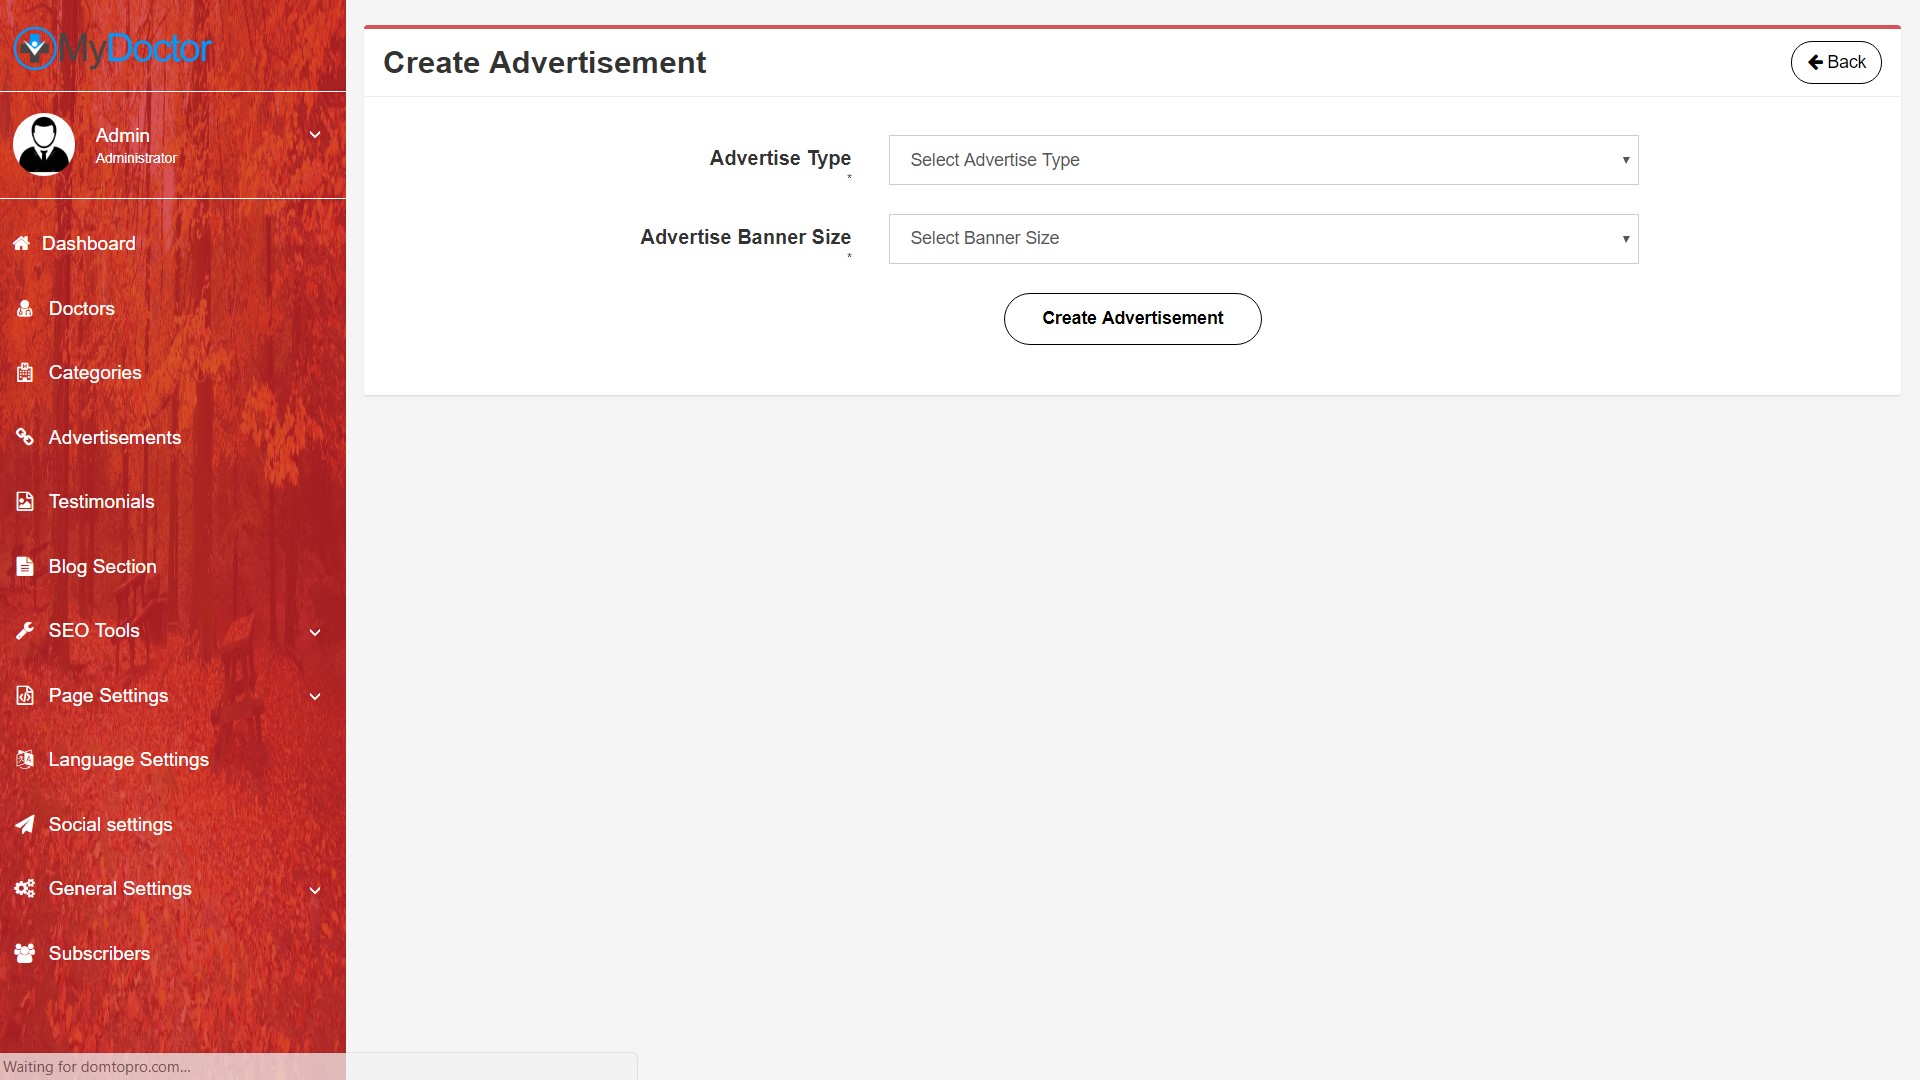 MyDoctor
Admin
Administrator
Dashboard
Doctors
Categories
Advertisements
Testimonials
Blog Section
SEO Tools
Page Settings
Language Settings
Social settings
General Settings
Subscribers
Waiting for domtopro.com...
Create Advertisement
Back
Advertise Type
*
Select Advertise Type
Advertise Banner Size
*
Select Banner Size
Create Advertisement